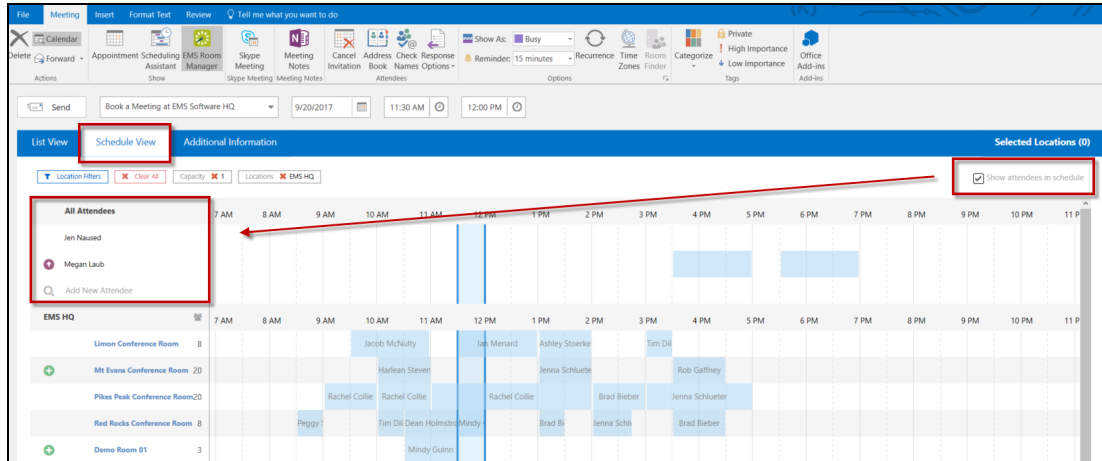 File Meeting Insert Format Text Review Tell me what you want to do
Delete
Calendar
Forward
Appointment
Scheduling Assistant
EMS Room Manager
Skype Meeting
Meeting Notes
Cancel Invitation
Address Book
Check Names
Response Options
Show As: Busy
Reminder: 15 minutes
Recurrence
Time Zones
Room Finder
Categorize
Private
High Importance
Low Importance
Office Add-ins
Actions Show Skype Meeting Meeting Notes Attendees Options Tags Add-ins
Send Book a Meeting at EMS Software HQ 9/20/2017 11:30 AM 12:00 PM
List View Schedule View Additional Information Selected Locations (0)
Location Filters Clear All Capacity 1 Locations EMS HQ Show attendees in schedule
All Attendees 7 AM 8 AM 9 AM 10 AM 11 AM 12 PM 1 PM 2 PM 3 PM 4 PM 5 PM 6 PM 7 PM 8 PM 9 PM 10 PM 11 P
Jen Naused
Megan Laub
Add New Attendee
EMS HQ 7 AM 8 AM 9 AM 10 AM 11 AM 12 PM 1 PM 2 PM 3 PM 4 PM 5 PM 6 PM 7 PM 8 PM 9 PM 10 PM 11 P
Limon Conference Room 8 Jacob McNulty Ian Menard Ashley Stoerke Tim Dil
Mt Evans Conference Room 20 Harlean Steven Jenna Schluete Rob Gaffney
Pikes Peak Conference Room 20 Rachel Collie Rachel Collie Rachel Collie Brad Bieber Jenna Schlueter
Red Rocks Conference Room 8 Peggy Tim Dil Dean Holmstro Mindy Brad Bi Jenna Schl Brad Bieber
Demo Room 01 3 Mindy Guinn